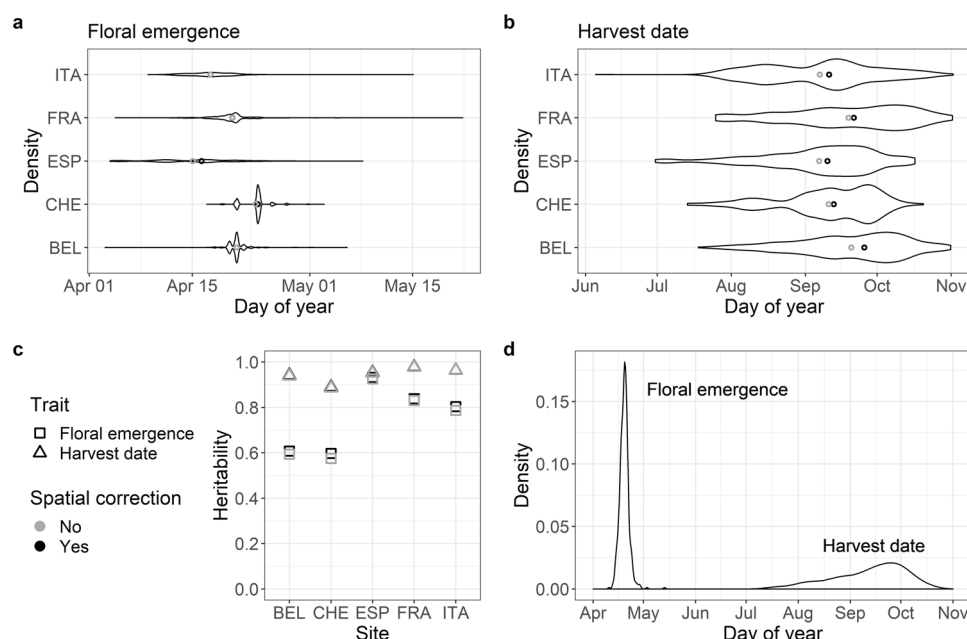 a
Floral emergence
Density
ITA
FRA
ESP
CHE
BEL
Apr 01 Apr 15 May 01 May 15
Day of year
b
Harvest date
Density
ITA
FRA
ESP
CHE
BEL
Jun Jul Aug Sep Oct Nov
Day of year
c
Trait
Floral emergence
Harvest date
Spatial correction
No
Yes
Heritability
1.0
0.8
0.6
0.4
0.2
0.0
BEL CHE ESP FRA ITA
Site
d
Density
0.15
0.10
0.05
0.00
Floral emergence
Harvest date
Apr May Jun Jul Aug Sep Oct Nov
Day of year